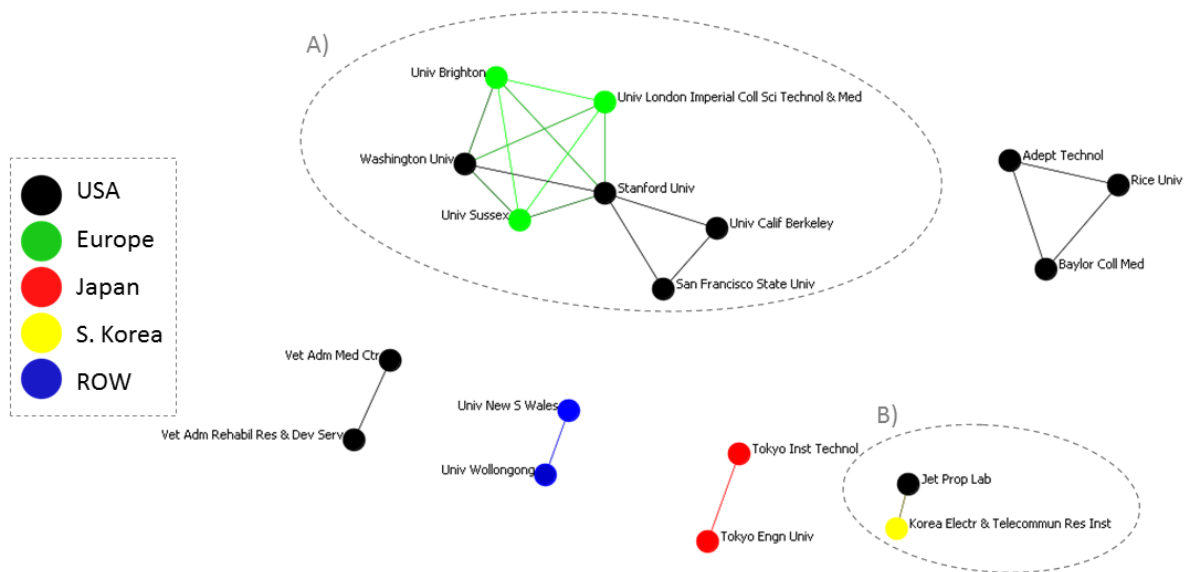 A)
Univ Brighton
Univ London Imperial Coll Sci Technol & Med
Washington Univ
Stanford Univ
Univ Sussex
Univ Calif Berkeley
San Francisco State Univ
Adept Technol
Rice Univ
Baylor Coll Med
USA
Europe
Japan
S. Korea
ROW
Vet Adm Med Ctr
Vet Adm Rehabil Res & Dev Serv
Univ New S Wales
Univ Wollongong
Tokyo Inst Technol
Tokyo Engn Univ
B)
Jet Prop Lab
Korea Electr & Telecommun Res Inst